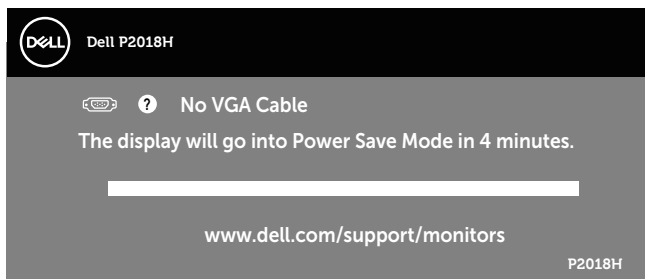 DELL
Dell P2018H
? No VGA Cable
The display will go into Power Save Mode in 4 minutes.
www.dell.com/support/monitors
P2018H